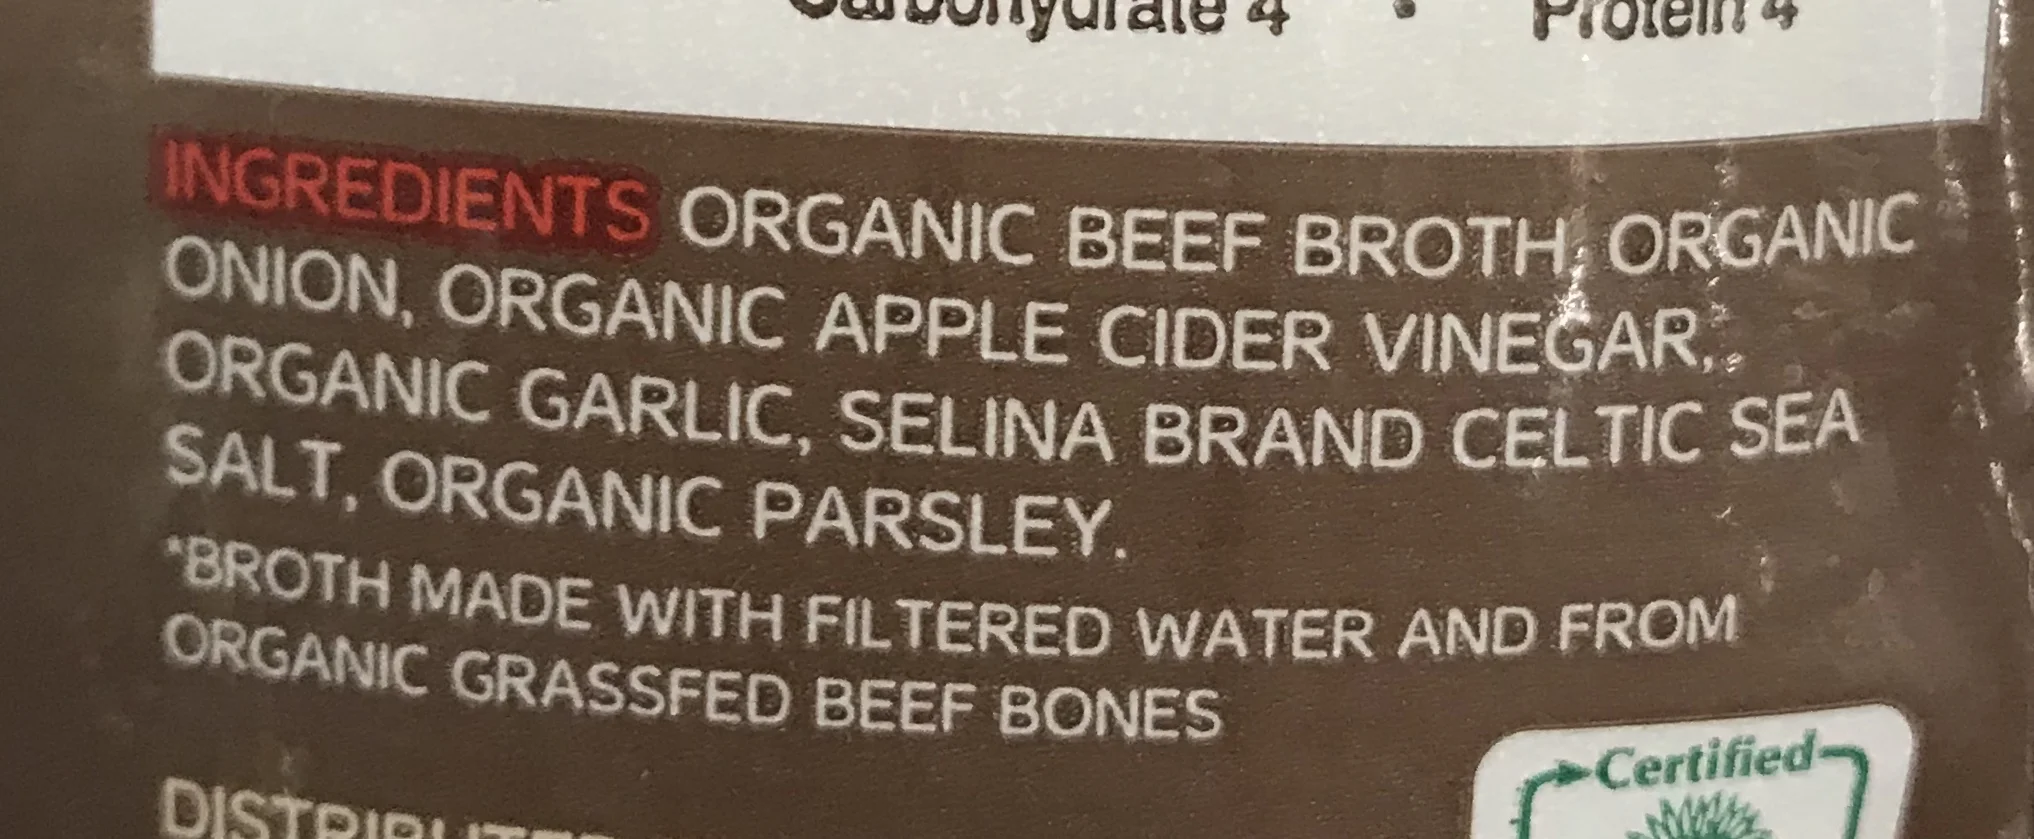 Carbohydrate 4 • Protein 4
INGREDIENTS ORGANIC BEEF BROTH, ORGANIC
ONION, ORGANIC APPLE CIDER VINEGAR,
ORGANIC GARLIC, SELINA BRAND CELTIC SEA
SALT, ORGANIC PARSLEY.
*BROTH MADE WITH FILTERED WATER AND FROM
ORGANIC GRASSFED BEEF BONES
Certified